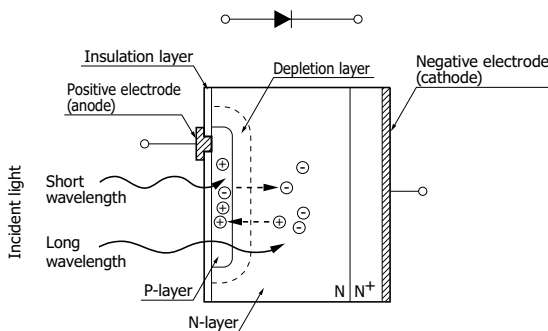 Insulation layer
Depletion layer
Negative electrode
(cathode)
Positive electrode
(anode)
Incident light
Short
wavelength
Long
wavelength
P-layer
N-layer
N N+
+
-
+
+
-
-
+
-
-